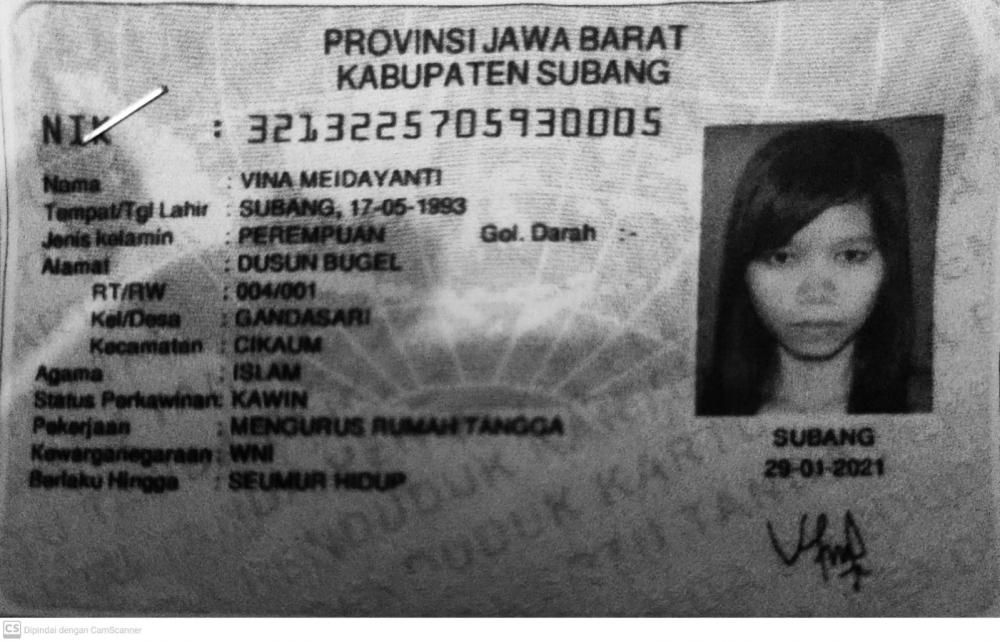 PROVINSI JAWA BARAT
KABUPATEN SUBANG
NIK : 3213225705930005
Nama : VINA MEIDAYANTI
Tempat/Tgl Lahir : SUBANG, 17-05-1993
Jenis kelamin : PEREMPUAN Gol. Darah : -
Alamat : DUSUN BUGEL
RT/RW : 004/001
Kel/Desa : GANDASARI
Kecamatan : CIKAUM
Agama : ISLAM
Status Perkawinan: KAWIN
Pekerjaan : MENGURUS RUMAH TANGGA
Kewarganegaraan : WNI
Berlaku Hingga : SEUMUR HIDUP
SUBANG
29-01-2021
CS Dipindai dengan CamScanner